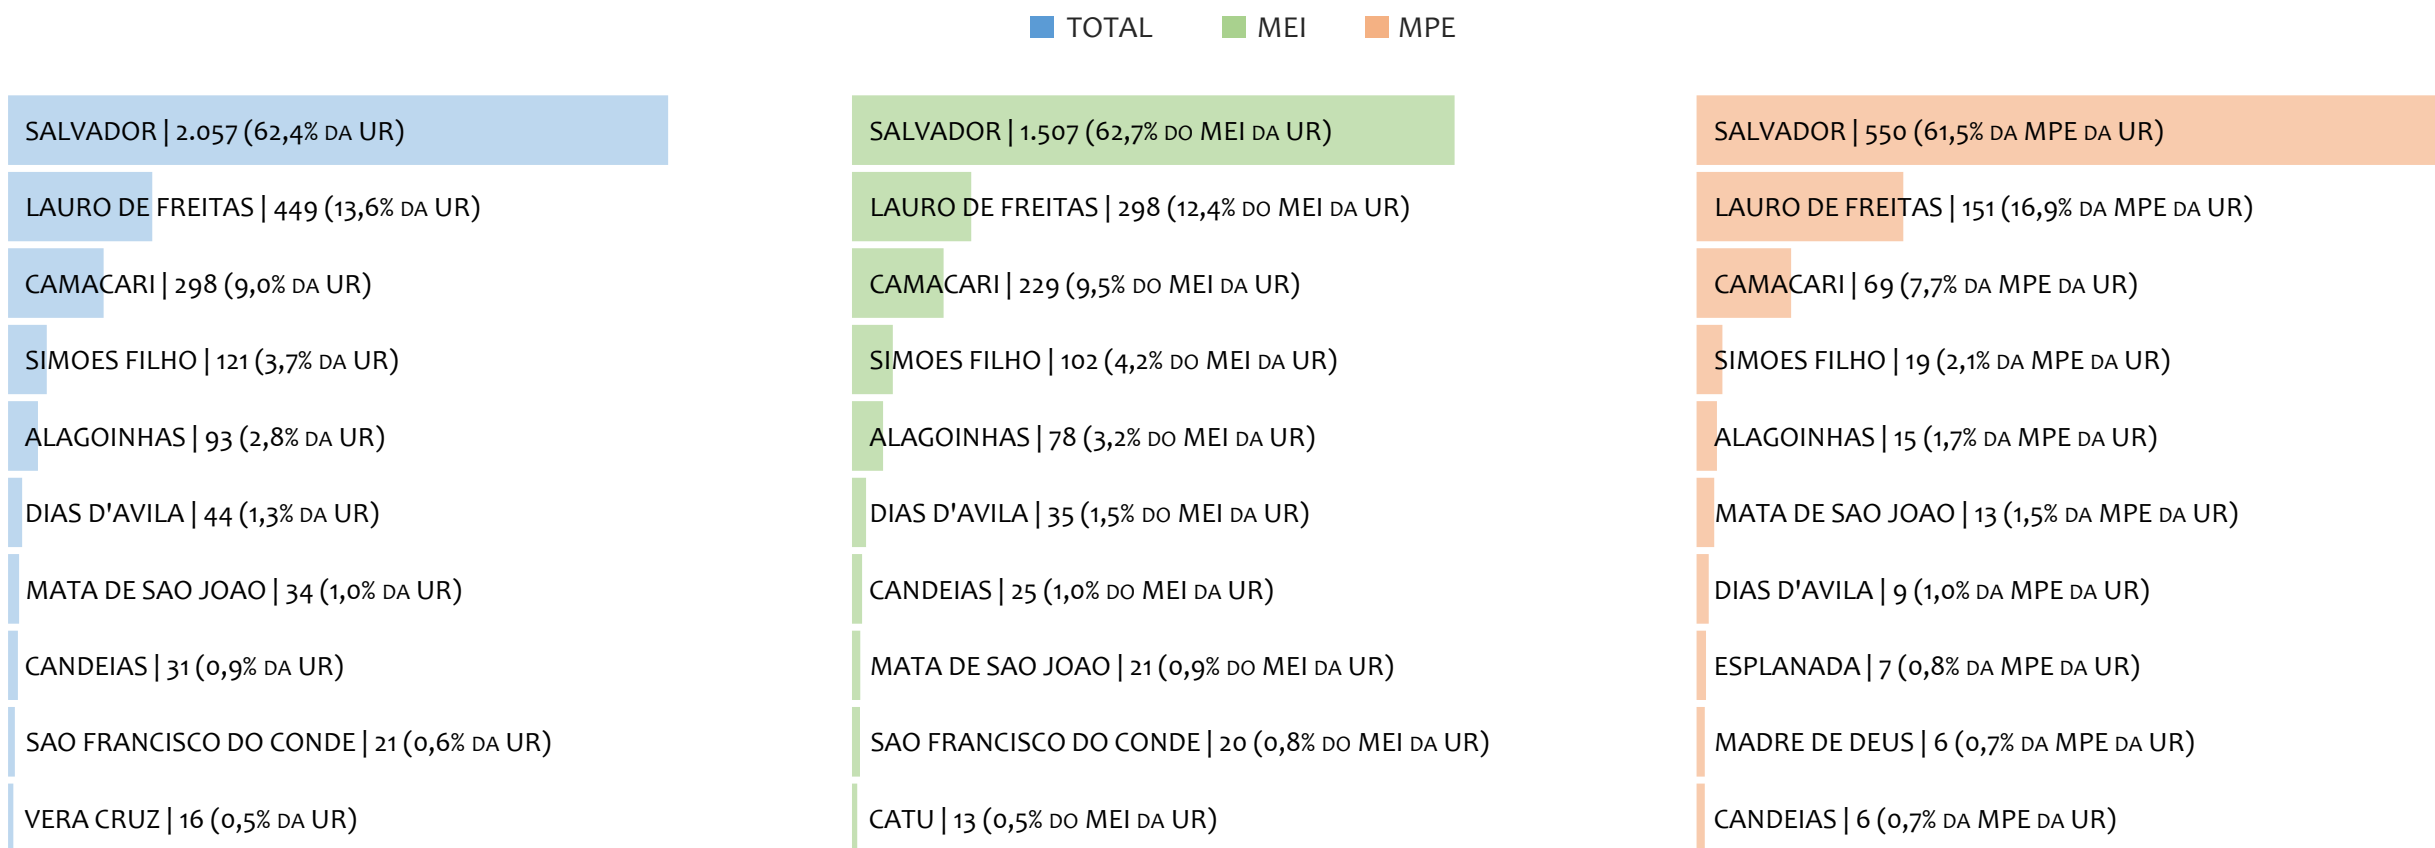 TOTAL MEI MPE
SALVADOR | 2.057 (62,4% DA UR)
LAURO DE FREITAS | 449 (13,6% DA UR)
CAMACARI | 298 (9,0% DA UR)
SIMOES FILHO | 121 (3,7% DA UR)
ALAGOINHAS | 93 (2,8% DA UR)
DIAS D'AVILA | 44 (1,3% DA UR)
MATA DE SAO JOAO | 34 (1,0% DA UR)
CANDEIAS | 31 (0,9% DA UR)
SAO FRANCISCO DO CONDE | 21 (0,6% DA UR)
VERA CRUZ | 16 (0,5% DA UR)
SALVADOR | 1.507 (62,7% DO MEI DA UR)
LAURO DE FREITAS | 298 (12,4% DO MEI DA UR)
CAMACARI | 229 (9,5% DO MEI DA UR)
SIMOES FILHO | 102 (4,2% DO MEI DA UR)
ALAGOINHAS | 78 (3,2% DO MEI DA UR)
DIAS D'AVILA | 35 (1,5% DO MEI DA UR)
CANDEIAS | 25 (1,0% DO MEI DA UR)
MATA DE SAO JOAO | 21 (0,9% DO MEI DA UR)
SAO FRANCISCO DO CONDE | 20 (0,8% DO MEI DA UR)
CATU | 13 (0,5% DO MEI DA UR)
SALVADOR | 550 (61,5% DA MPE DA UR)
LAURO DE FREITAS | 151 (16,9% DA MPE DA UR)
CAMACARI | 69 (7,7% DA MPE DA UR)
SIMOES FILHO | 19 (2,1% DA MPE DA UR)
ALAGOINHAS | 15 (1,7% DA MPE DA UR)
MATA DE SAO JOAO | 13 (1,5% DA MPE DA UR)
DIAS D'AVILA | 9 (1,0% DA MPE DA UR)
ESPLANADA | 7 (0,8% DA MPE DA UR)
MADRE DE DEUS | 6 (0,7% DA MPE DA UR)
CANDEIAS | 6 (0,7% DA MPE DA UR)